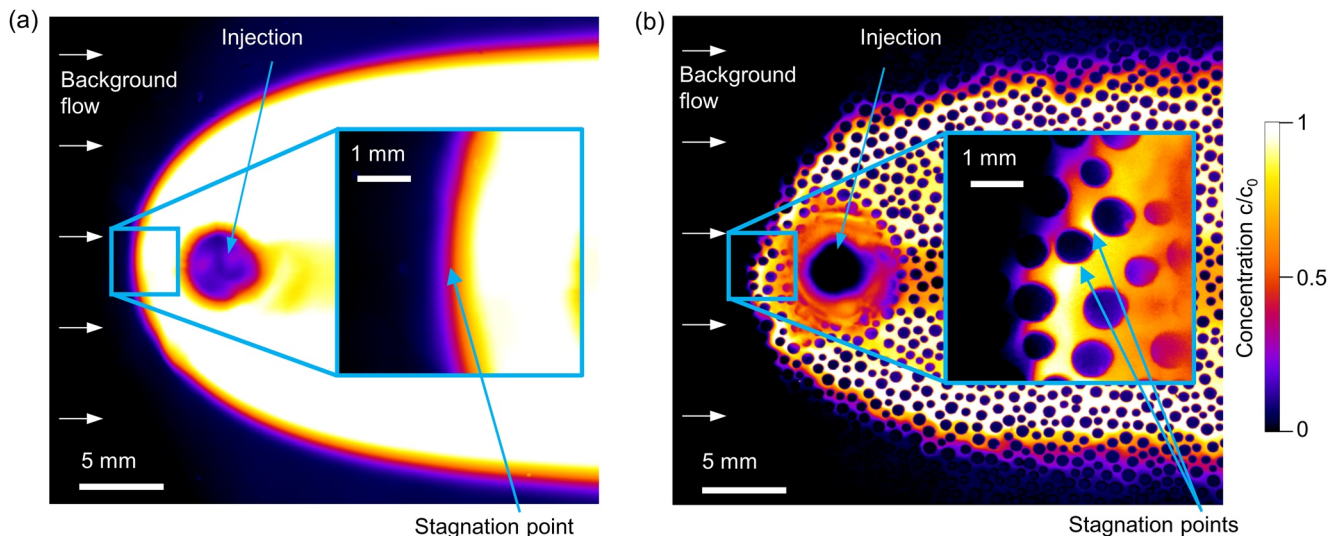 (a)
Injection
Background
flow
1 mm
5 mm
Stagnation point
(b)
Injection
Background
flow
1 mm
5 mm
Stagnation points
1
0.5
0
Concentration c/c₀